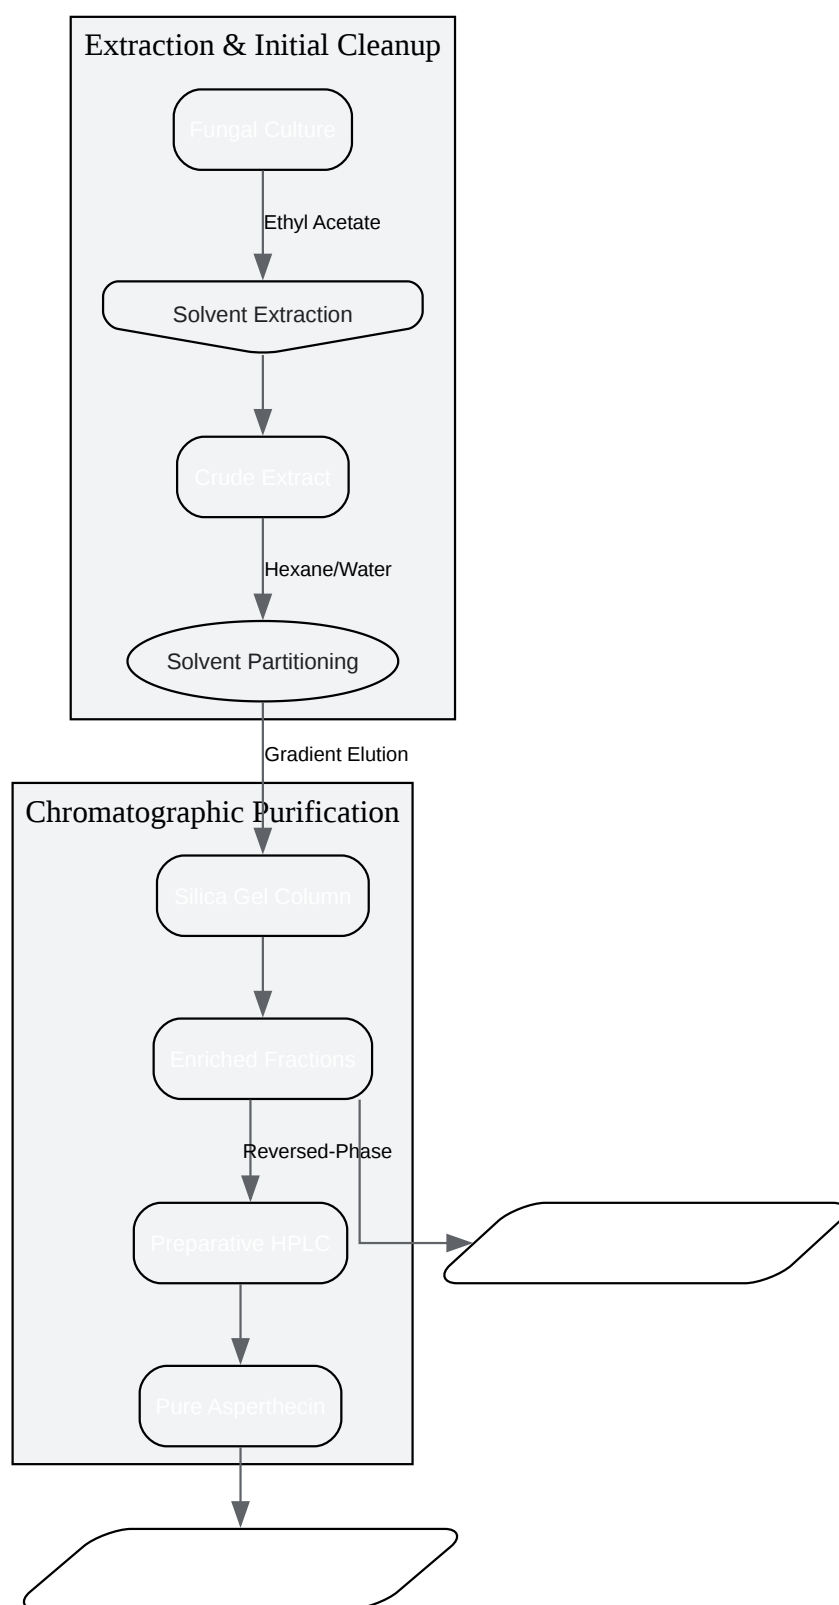 Extraction & Initial Cleanup
Fungal Culture
Ethyl Acetate
Solvent Extraction
Crude Extract
Hexane/Water
Solvent Partitioning
Gradient Elution
Chromatographic Purification
Silica Gel Column
Enriched Fractions
Reversed-Phase
Preparative HPLC
Pure Asperthecin